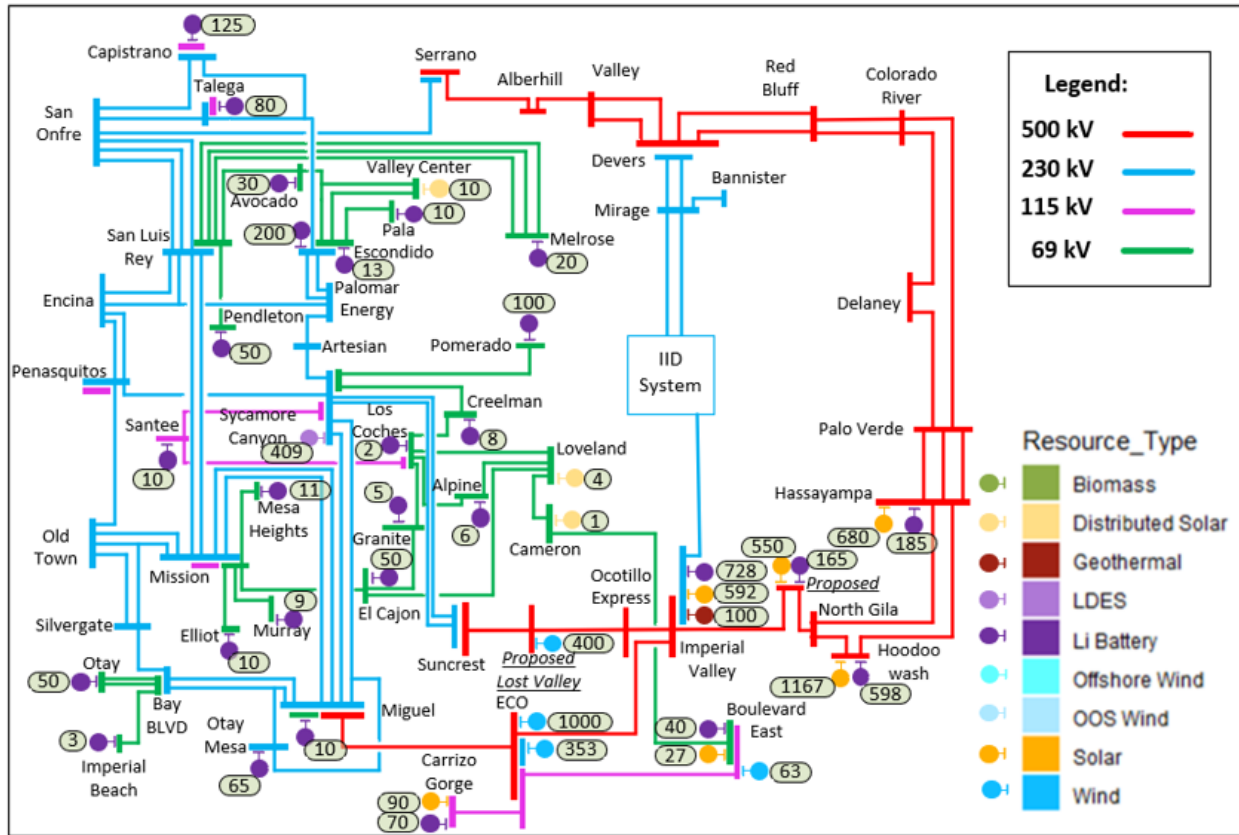 125
Capistrano
Serrano
Alberhill
Valley
Red
Bluff
Colorado
River
Legend:
500 kV
230 kV
115 kV
69 kV
Talega
80
San
Onfre
Valley Center
30
Avocado
10
Devers
Bannister
Mirage
Pala
10
200
San Luis
Rey
Escondido
13
Melrose
20
Encina
Palomar
Energy
Delaney
Pendleton
50
100
Artesian
Pomerado
IID
System
Penasquitos
Santee
10
Sycamore
Canyon
409
Los
Coches
2
Creelman
8
Loveland
4
Palo Verde
Resource_Type
Biomass
Distributed Solar
Geothermal
LDES
Li Battery
Offshore Wind
OOS Wind
Solar
Wind
Hassayampa
680
185
11
Mesa
Heights
5
Alpine
6
1
Cameron
Granite
50
550
165
Proposed
Old
Town
Mission
728
592
100
Ocotillo
Express
9
Murray
El Cajon
North Gila
Silvergate
Elliot
10
Suncrest
400
Proposed
Lost Valley
Imperial
Valley
Hoodoo
wash
1167
598
Otay
50
Bay
BLVD
Miguel
ECO
1000
353
Boulevard
East
40
27
63
3
Imperial
Beach
Otay
Mesa
65
10
Carrizo
Gorge
90
70